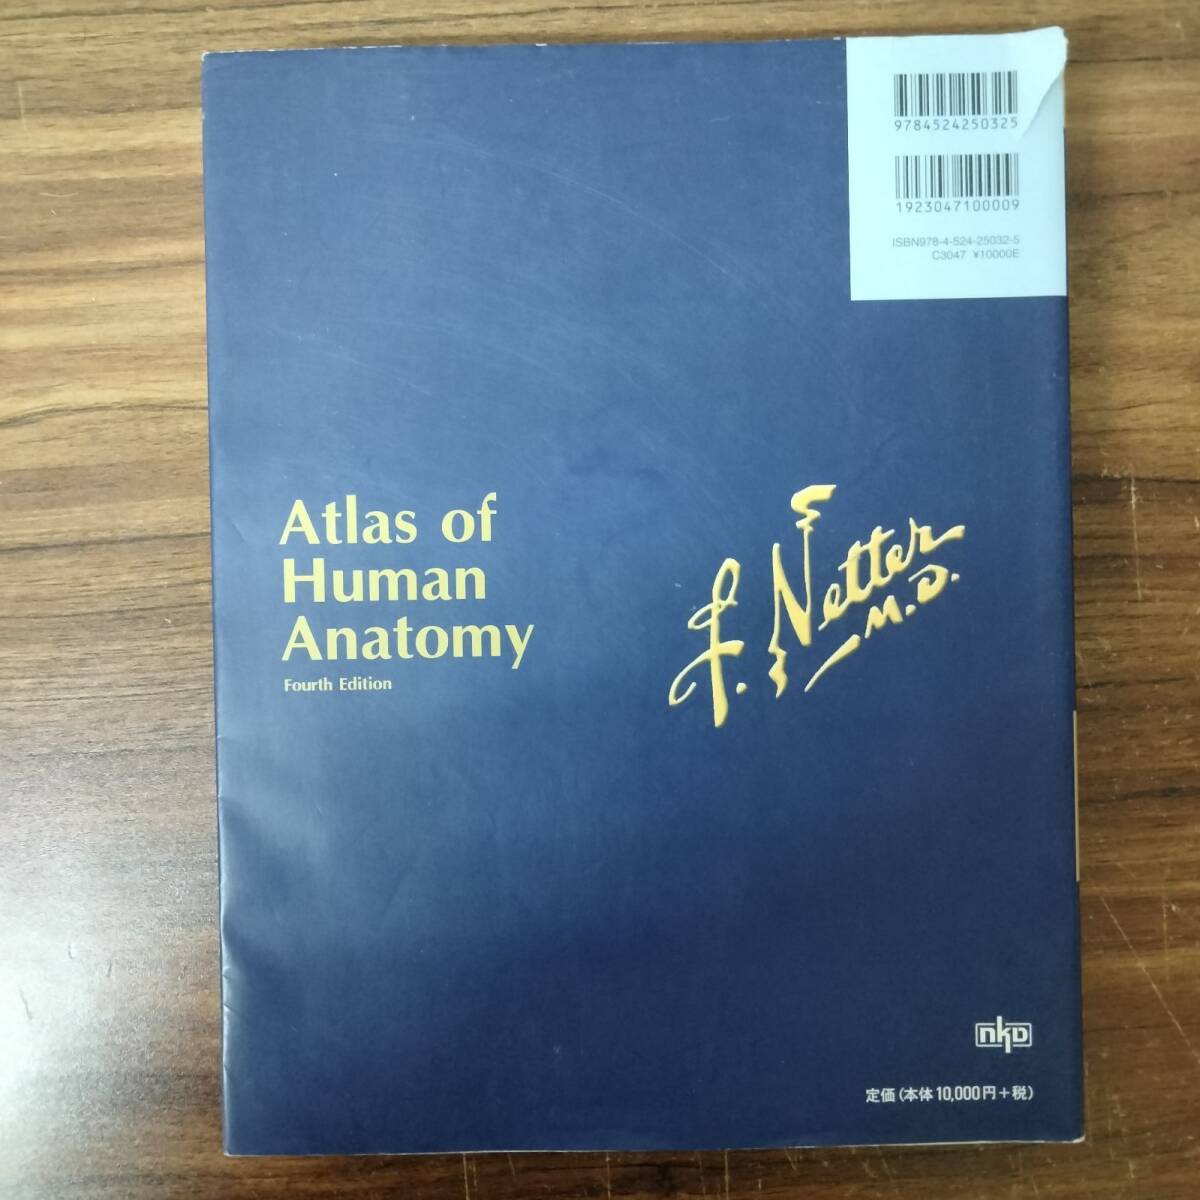 9784524250325
1923047100009
ISBN978-4-524-25032-5
C3047 ¥10000E
Atlas of
Human
Anatomy
Fourth Edition
F. Netter
M.D.
nkd
定価(本体10,000円+税)